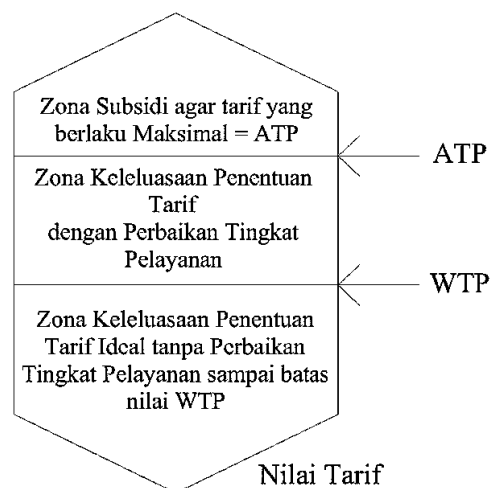 Zona Subsidi agar tarif yang
berlaku Maksimal = ATP
ATP
Zona Keleluasaan Penentuan
Tarif
dengan Perbaikan Tingkat
Pelayanan
WTP
Zona Keleluasaan Penentuan
Tarif Ideal tanpa Perbaikan
Tingkat Pelayanan sampai batas
nilai WTP
Nilai Tarif